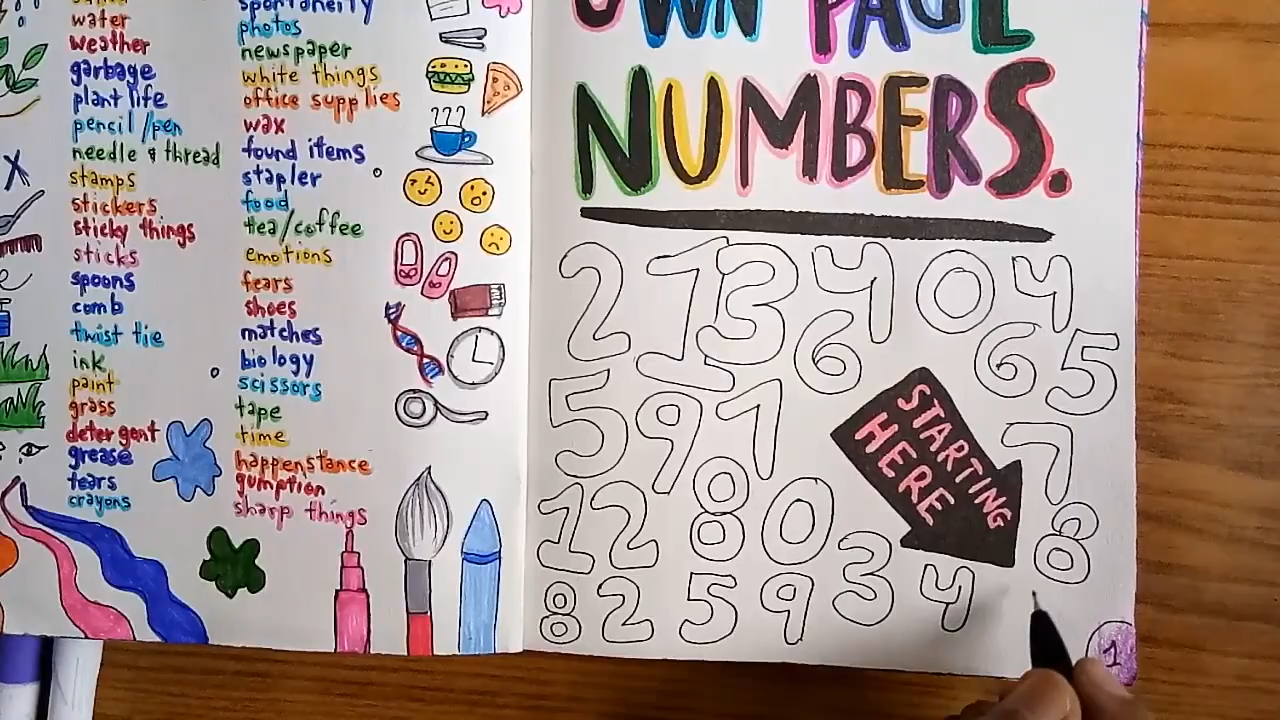 water
weather
garbage
plant life
pencil/pen
needle & thread
stamps
stickers
sticky things
sticks
spoons
comb
twist tie
ink
paint
grass
detergent
grease
tears
crayons
spontaneity
photos
newspaper
white things
office supplies
wax
found items
stapler
food
tea/coffee
emotions
fears
shoes
matches
biology
scissors
tape
time
happenstance
gumption
sharp things
OWN PAGE
NUMBERS.
2 1 3 4 0 4
6 6 5
5 9 7 7
1 2 8 0 8
8 2 5 9 3 4
STARTING
HERE
1